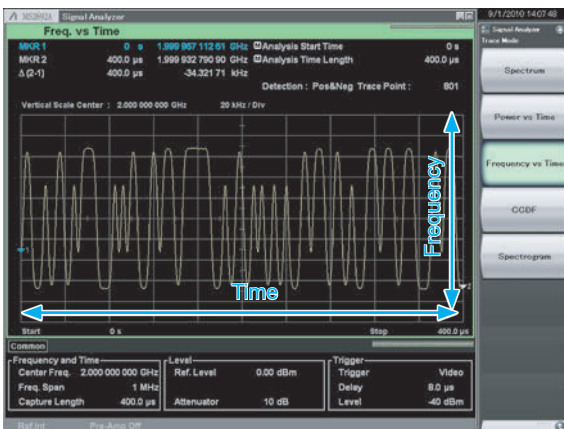 MS2692A Signal Analyzer
9/1/2010 14:07:48
Freq. vs Time
MKR 1 0 s 1.999 967 112 61 GHz Analysis Start Time 0 s
MKR 2 400.0 µs 1.999 932 790 90 GHz Analysis Time Length 400.0 µs
Δ (2-1) 400.0 µs -34.321 71 kHz
Detection : Pos&Neg Trace Point : 801
Vertical Scale Center : 2.000 000 000 GHz 20 kHz / Div
Frequency
1
Time
2
Start 0 s Stop 400.0 µs
Common
Frequency and Time
Center Freq. 2.000 000 000 GHz
Freq. Span 1 MHz
Capture Length 400.0 µs
Level
Ref. Level 0.00 dBm
Attenuator 10 dB
Trigger
Trigger Video
Delay 8.0 µs
Level -40 dBm
Ref.Int Pre-Amp Off
Signal Analyzer
Trace Mode
Spectrum
Power vs Time
Frequency vs Time
CCDF
Spectrogram